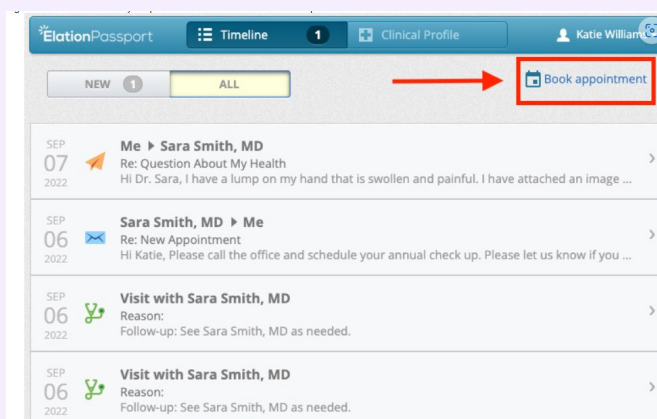 ElationPassport
Timeline 1
Clinical Profile
Katie William
NEW 1
ALL
Book appointment
SEP
07
2022
Me ▸ Sara Smith, MD
Re: Question About My Health
Hi Dr. Sara, I have a lump on my hand that is swollen and painful. I have attached an image ...
SEP
06
2022
Sara Smith, MD ▸ Me
Re: New Appointment
Hi Katie, Please call the office and schedule your annual check up. Please let us know if you ...
SEP
06
2022
Visit with Sara Smith, MD
Reason:
Follow-up: See Sara Smith, MD as needed.
SEP
06
2022
Visit with Sara Smith, MD
Reason:
Follow-up: See Sara Smith, MD as needed.